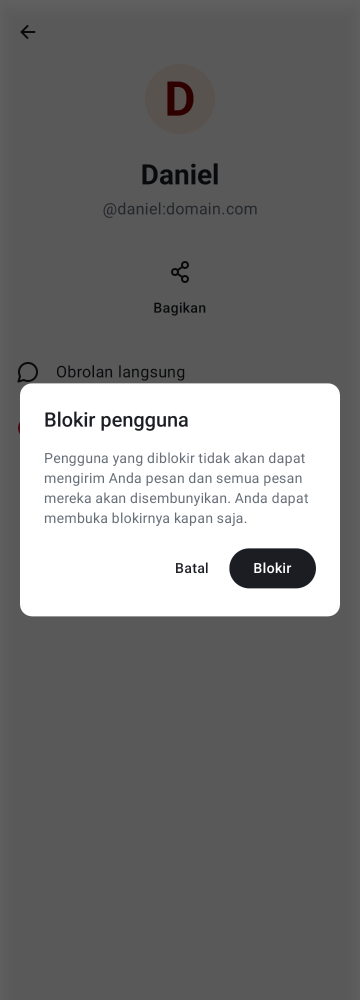 D
Daniel
@daniel:domain.com
Bagikan
Obrolan langsung
Blokir pengguna
Pengguna yang diblokir tidak akan dapat
mengirim Anda pesan dan semua pesan
mereka akan disembunyikan. Anda dapat
membuka blokirnya kapan saja.
Batal
Blokir